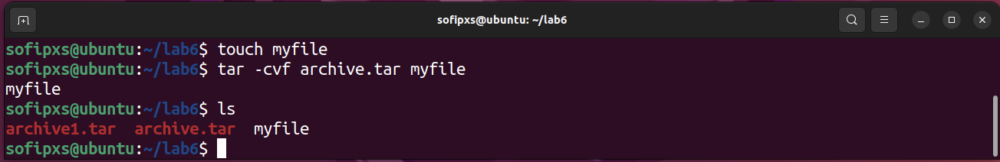 sofipxs@ubuntu: ~/lab6
sofipxs@ubuntu:~/lab6$ touch myfile
sofipxs@ubuntu:~/lab6$ tar -cvf archive.tar myfile
myfile
sofipxs@ubuntu:~/lab6$ ls
archive1.tar  archive.tar  myfile
sofipxs@ubuntu:~/lab6$